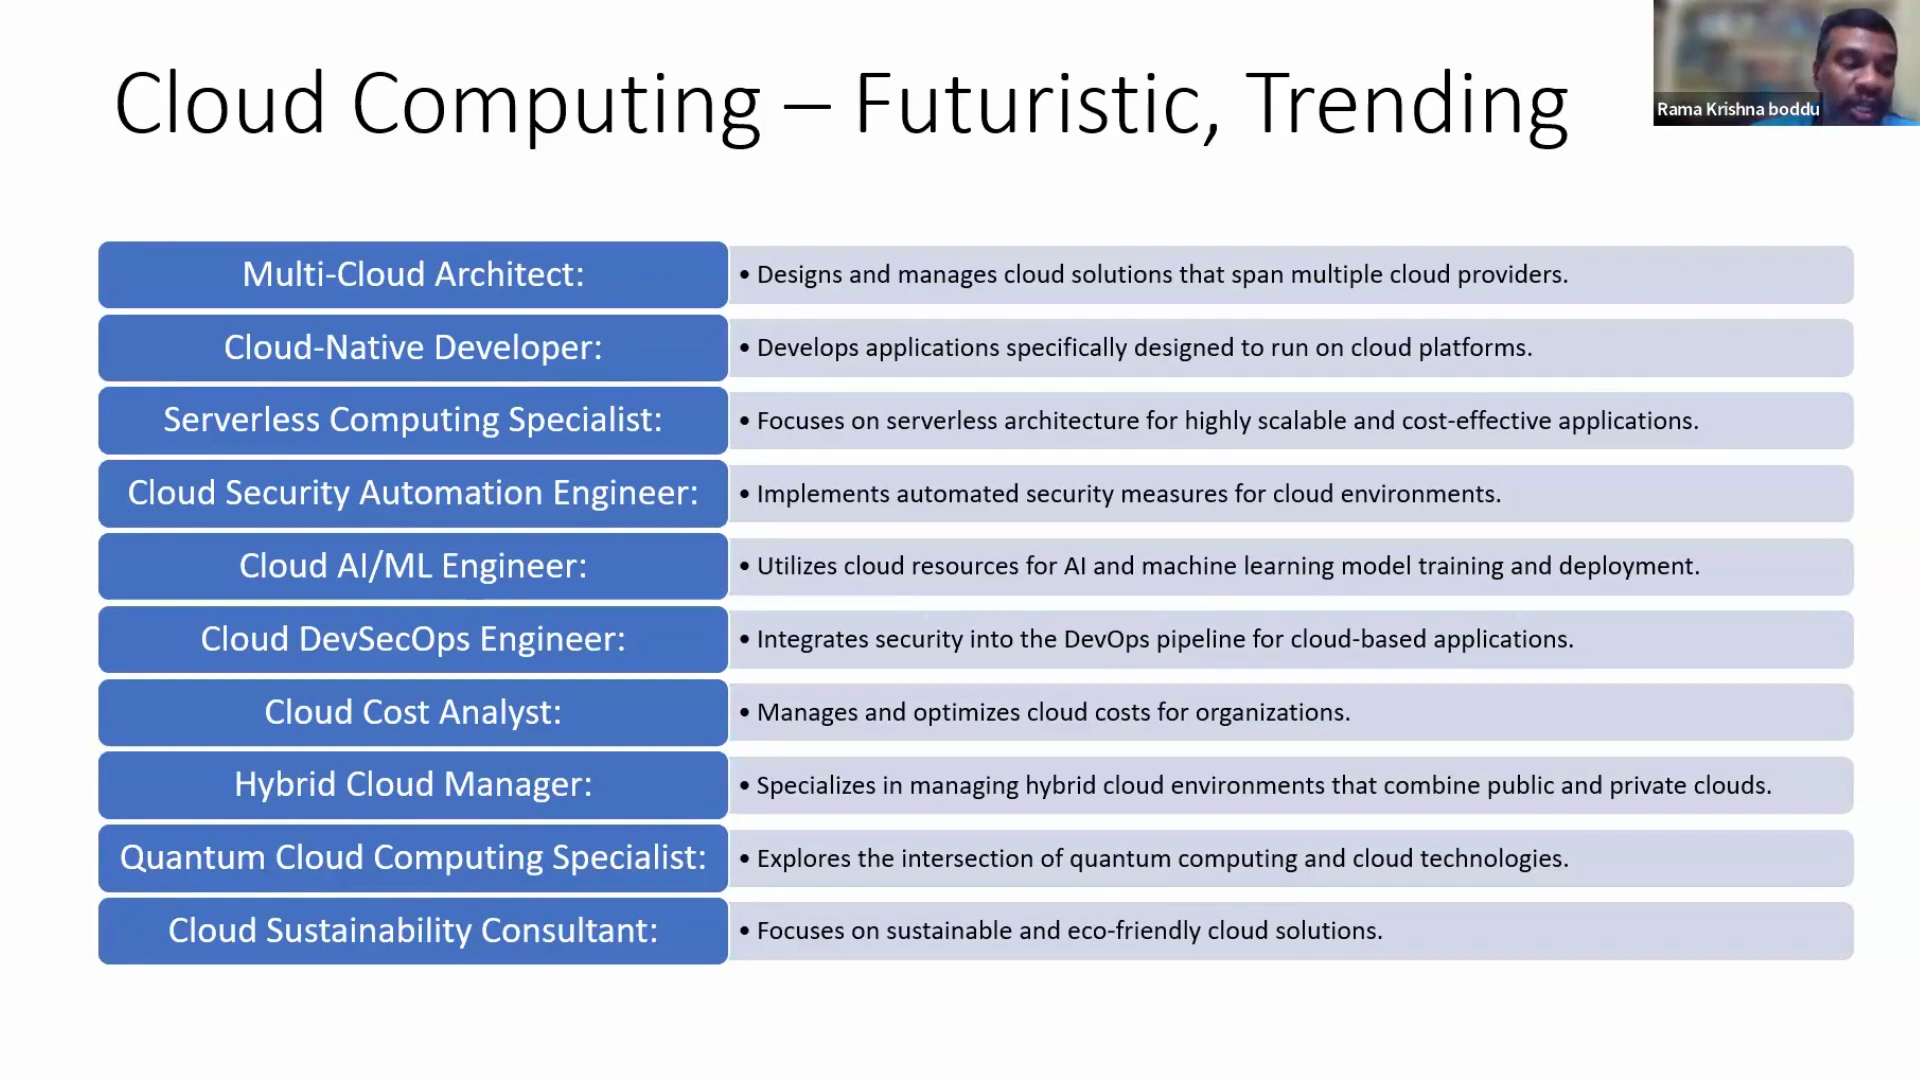 Cloud Computing – Futuristic, Trending
Rama Krishna boddu
Multi-Cloud Architect:
• Designs and manages cloud solutions that span multiple cloud providers.
Cloud-Native Developer:
• Develops applications specifically designed to run on cloud platforms.
Serverless Computing Specialist:
• Focuses on serverless architecture for highly scalable and cost-effective applications.
Cloud Security Automation Engineer:
• Implements automated security measures for cloud environments.
Cloud AI/ML Engineer:
• Utilizes cloud resources for AI and machine learning model training and deployment.
Cloud DevSecOps Engineer:
• Integrates security into the DevOps pipeline for cloud-based applications.
Cloud Cost Analyst:
• Manages and optimizes cloud costs for organizations.
Hybrid Cloud Manager:
• Specializes in managing hybrid cloud environments that combine public and private clouds.
Quantum Cloud Computing Specialist:
• Explores the intersection of quantum computing and cloud technologies.
Cloud Sustainability Consultant:
• Focuses on sustainable and eco-friendly cloud solutions.